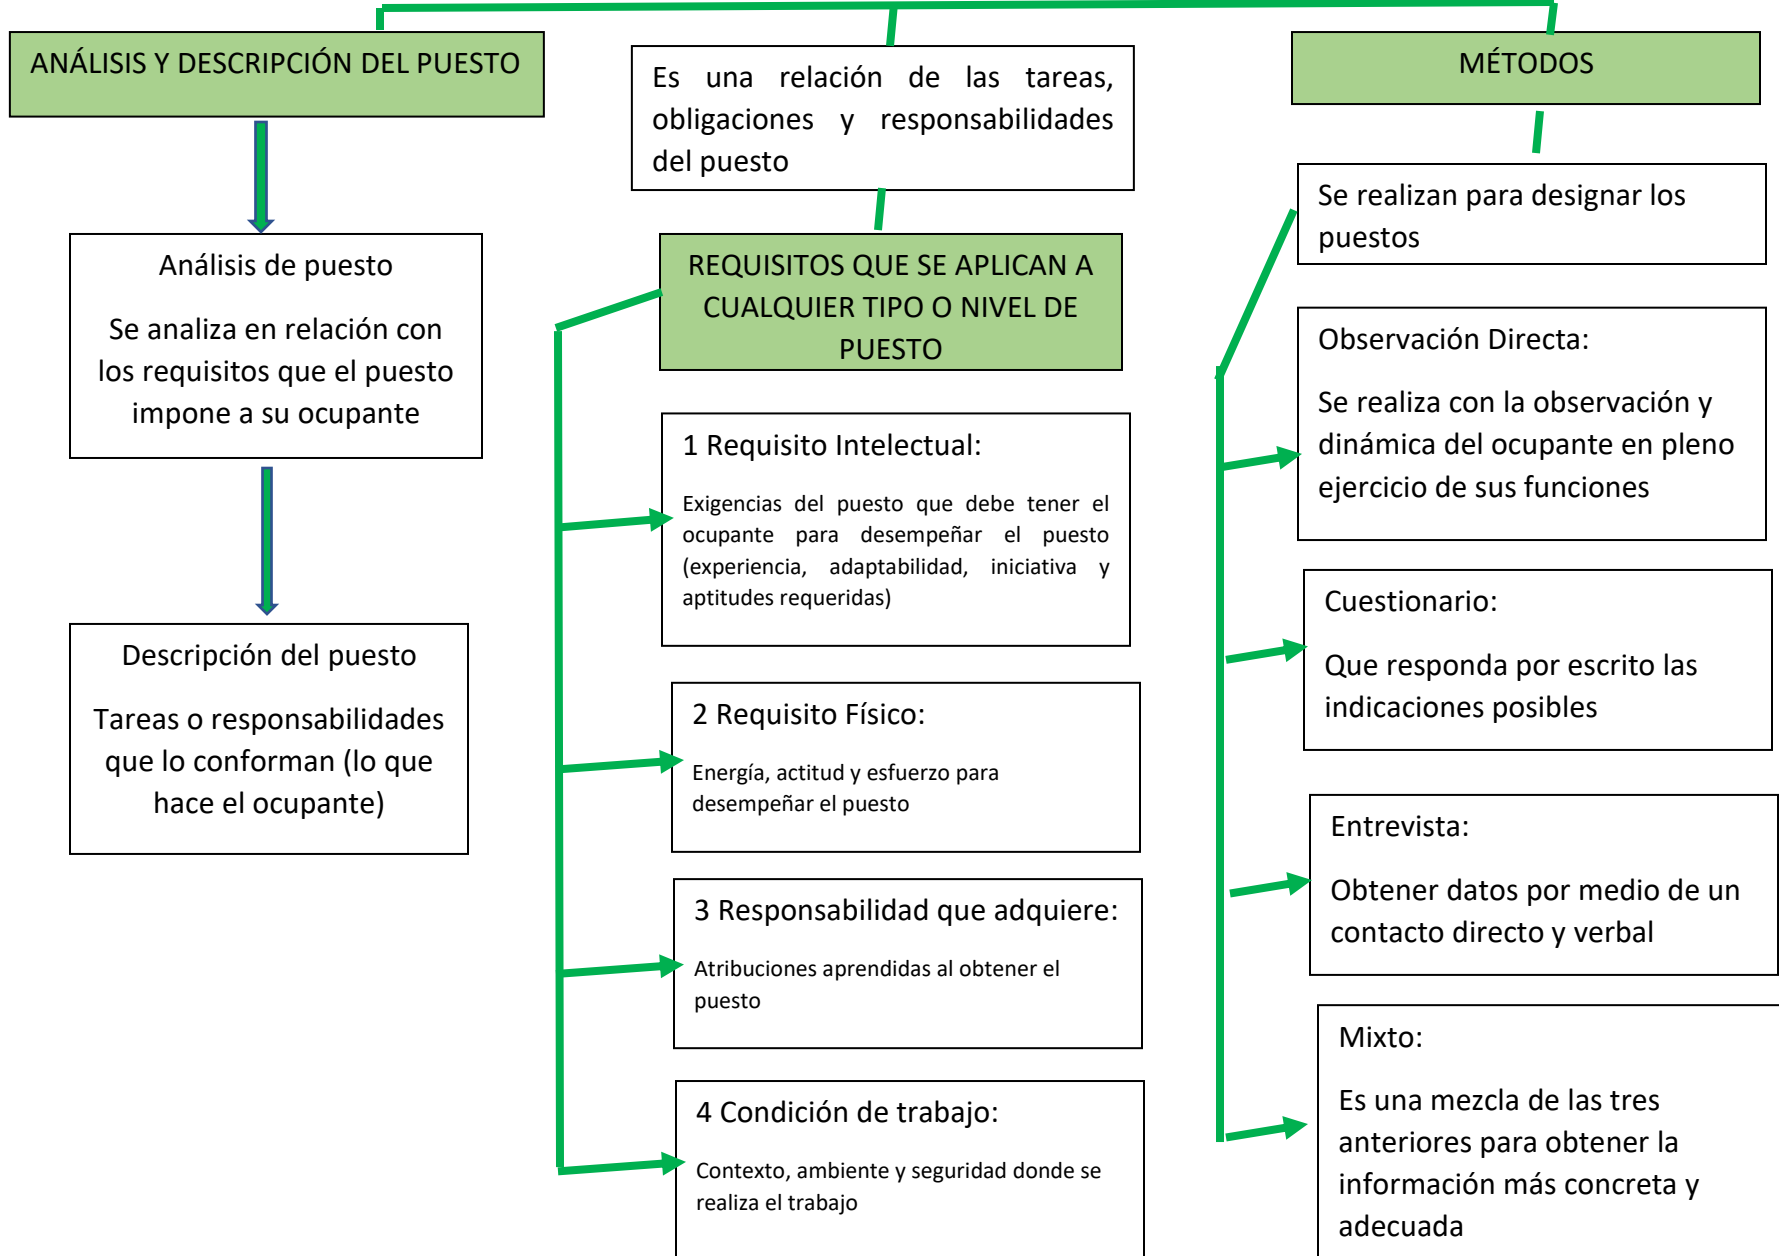 ANÁLISIS Y DESCRIPCIÓN DEL PUESTO
Análisis de puesto
Se analiza en relación con
los requisitos que el puesto
impone a su ocupante
Descripción del puesto
Tareas o responsabilidades
que lo conforman (lo que
hace el ocupante)
Es una relación de las tareas,
obligaciones y responsabilidades
del puesto
REQUISITOS QUE SE APLICAN A
CUALQUIER TIPO O NIVEL DE
PUESTO
1 Requisito Intelectual:
Exigencias del puesto que debe tener el
ocupante para desempeñar el puesto
(experiencia, adaptabilidad, iniciativa y
aptitudes requeridas)
2 Requisito Físico:
Energía, actitud y esfuerzo para
desempeñar el puesto
3 Responsabilidad que adquiere:
Atribuciones aprendidas al obtener el
puesto
4 Condición de trabajo:
Contexto, ambiente y seguridad donde se
realiza el trabajo
MÉTODOS
Se realizan para designar los
puestos
Observación Directa:
Se realiza con la observación y
dinámica del ocupante en pleno
ejercicio de sus funciones
Cuestionario:
Que responda por escrito las
indicaciones posibles
Entrevista:
Obtener datos por medio de un
contacto directo y verbal
Mixto:
Es una mezcla de las tres
anteriores para obtener la
información más concreta y
adecuada